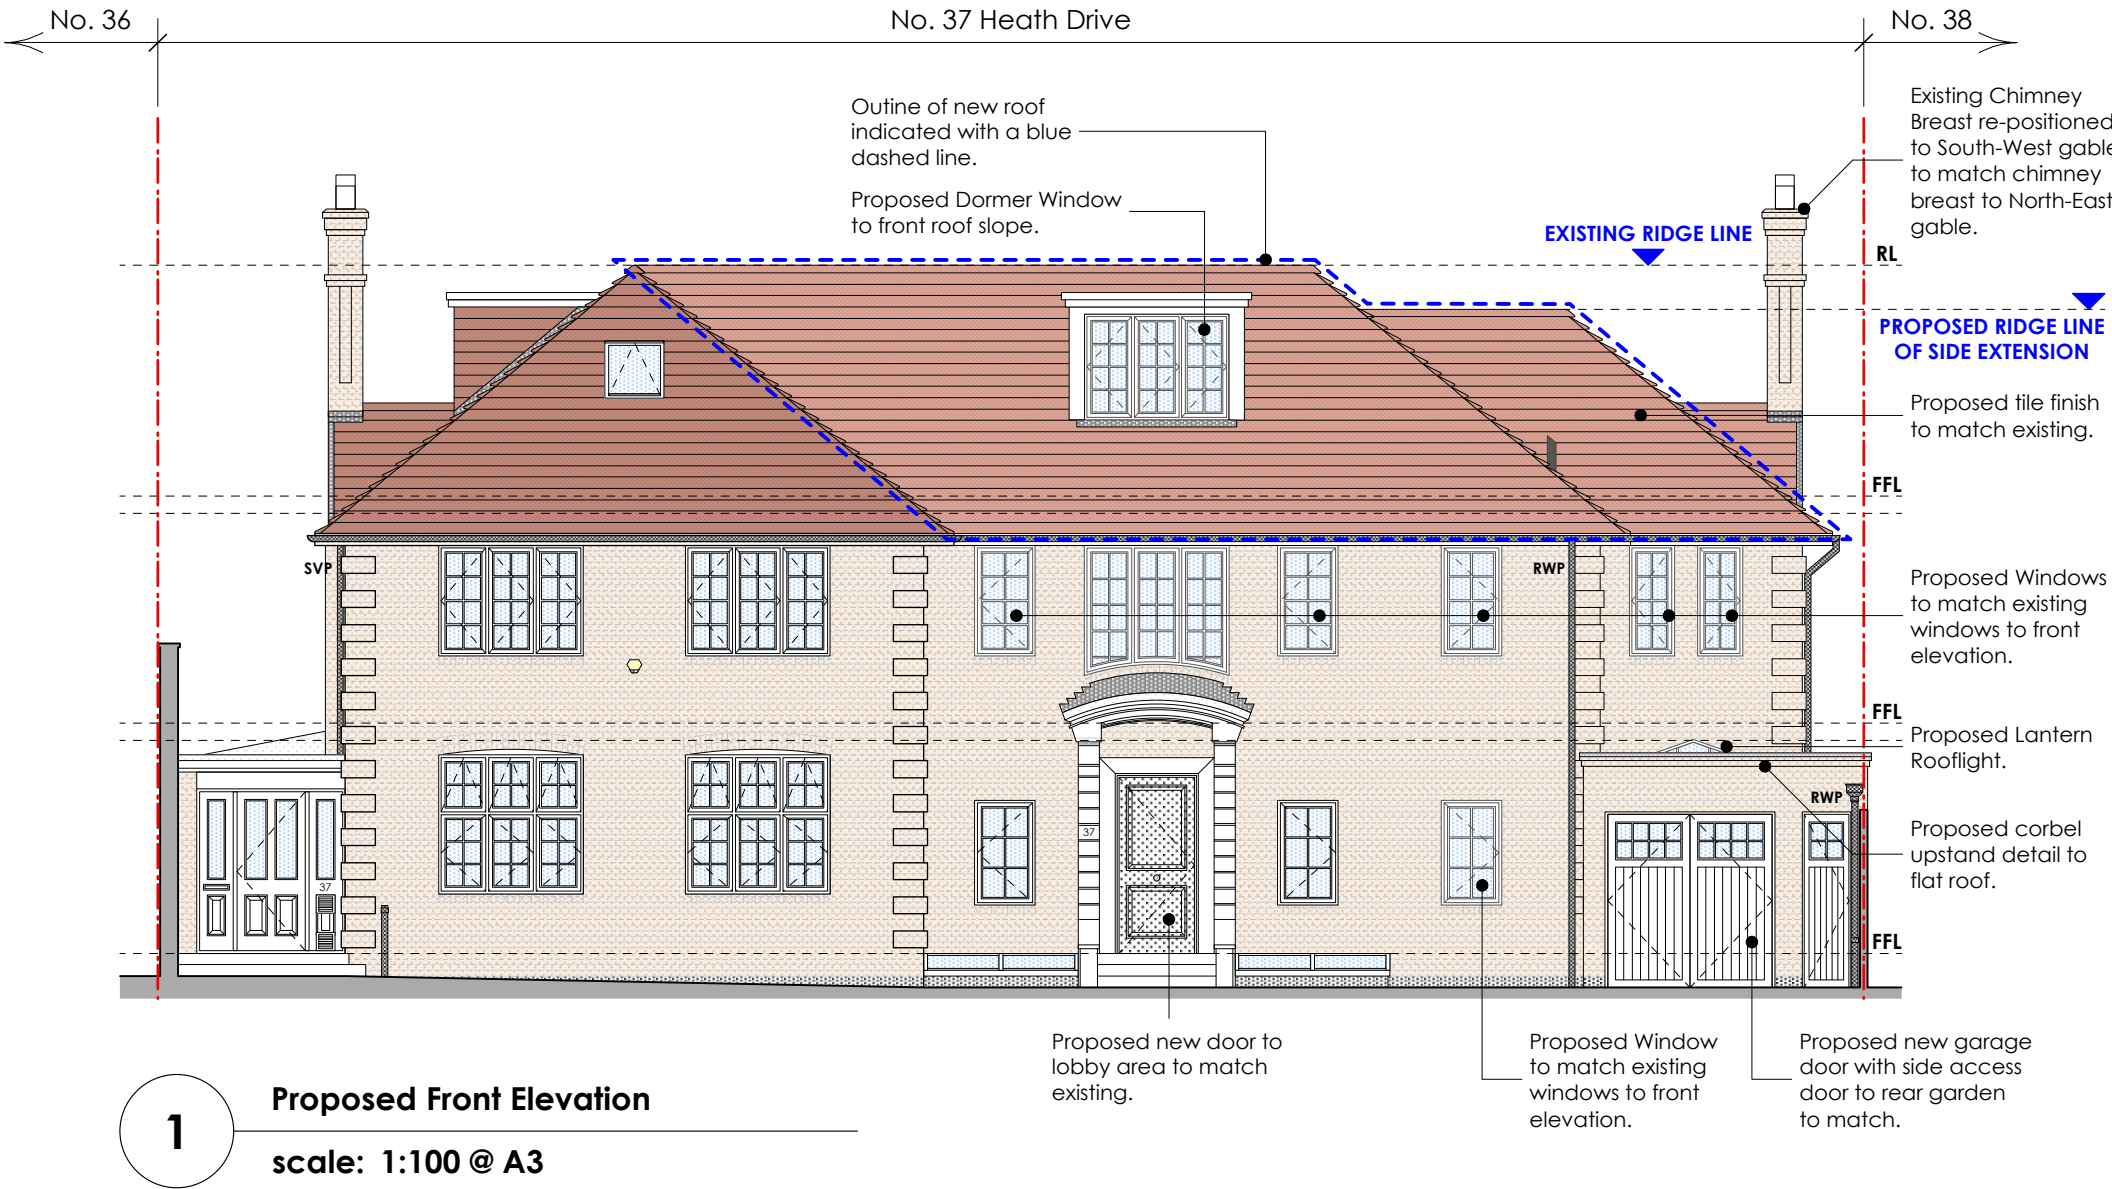 No. 36
No. 37 Heath Drive
No. 38
Outine of new roof
indicated with a blue
dashed line.
Proposed Dormer Window
to front roof slope.
Existing Chimney
Breast re-positioned
to South-West gable
to match chimney
breast to North-East
gable.
EXISTING RIDGE LINE
RL
PROPOSED RIDGE LINE
OF SIDE EXTENSION
Proposed tile finish
to match existing.
FFL
SVP
RWP
Proposed Windows
to match existing
windows to front
elevation.
FFL
Proposed Lantern
Rooflight.
RWP
Proposed corbel
upstand detail to
flat roof.
37
37
FFL
Proposed new door to
lobby area to match
existing.
Proposed Window
to match existing
windows to front
elevation.
Proposed new garage
door with side access
door to rear garden
to match.
1
Proposed Front Elevation
scale: 1:100 @ A3